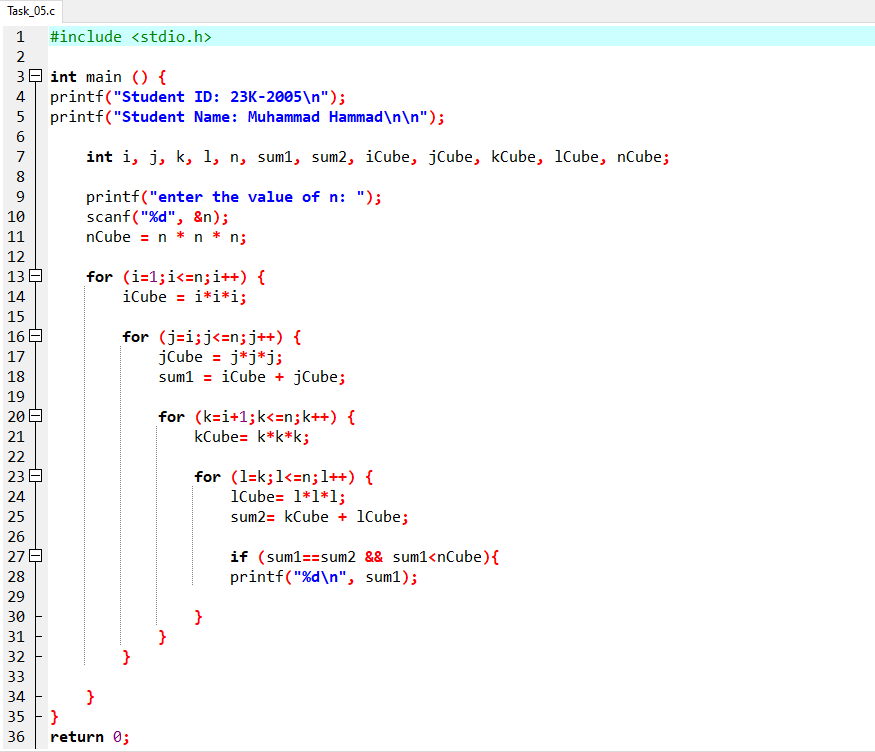 Task_05.c
1 #include <stdio.h>
2
3 int main () {
4 printf("Student ID: 23K-2005\n");
5 printf("Student Name: Muhammad Hammad\n\n");
6
7 int i, j, k, l, n, sum1, sum2, iCube, jCube, kCube, lCube, nCube;
8
9 printf("enter the value of n: ");
10 scanf("%d", &n);
11 nCube = n * n * n;
12
13 for (i=1;i<=n;i++) {
14 iCube = i*i*i;
15
16 for (j=i;j<=n;j++) {
17 jCube = j*j*j;
18 sum1 = iCube + jCube;
19
20 for (k=i+1;k<=n;k++) {
21 kCube= k*k*k;
22
23 for (l=k;l<=n;l++) {
24 lCube= l*l*l;
25 sum2= kCube + lCube;
26
27 if (sum1==sum2 && sum1<nCube){
28 printf("%d\n", sum1);
29
30 }
31 }
32 }
33
34 }
35 }
36 return 0;